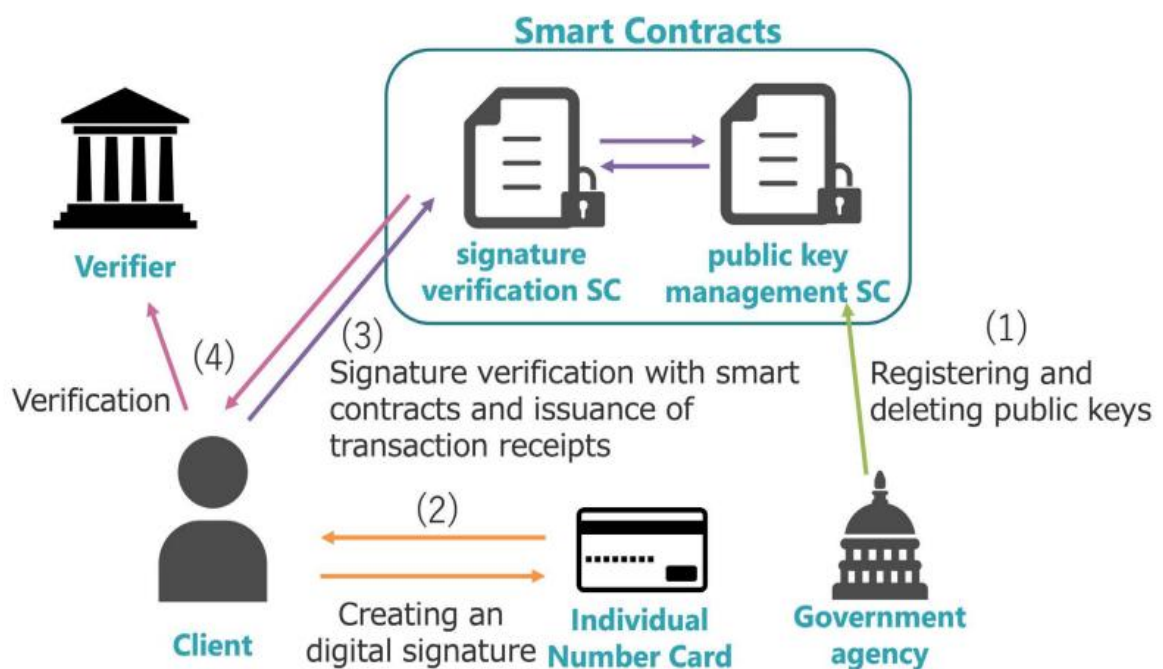 Smart Contracts
signature
verification SC
public key
management SC
Verifier
(1)
Registering and
deleting public keys
(3)
Signature verification with smart
contracts and issuance of
transaction receipts
(4)
Verification
(2)
Creating an
digital signature
Client
Individual
Number Card
Government
agency